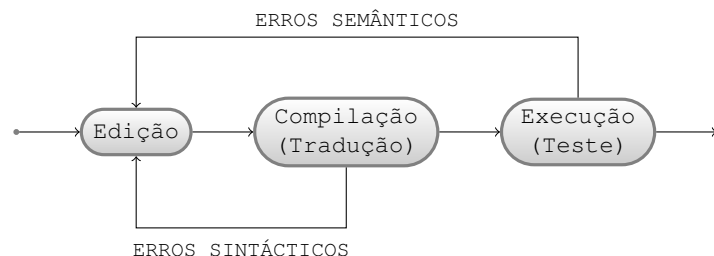 ERROS SEMÂNTICOS
Edição
Compilação
(Tradução)
Execução
(Teste)
ERROS SINTÁCTICOS